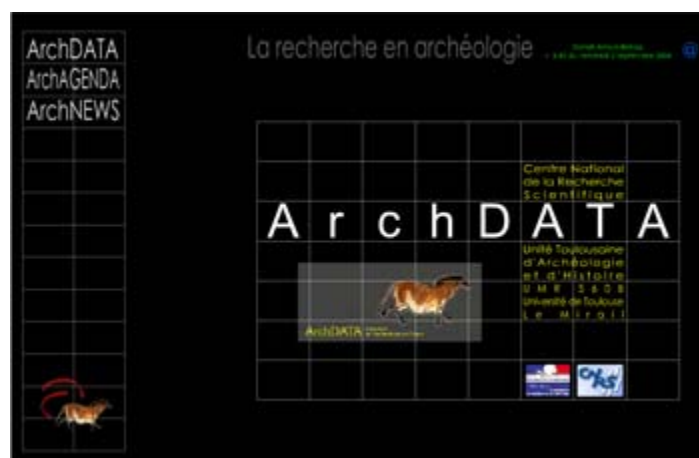 ArchDATA
ArchAGENDA
ArchNEWS
La recherche en archéologie
@
Centre National
de la Recherche
Scientifique
ArchDATA
Unité Toulousaine
d'Archéologie
et d'Histoire
UMR 5608
Université de Toulouse
Le Mirail
ArchDATA
CNRS